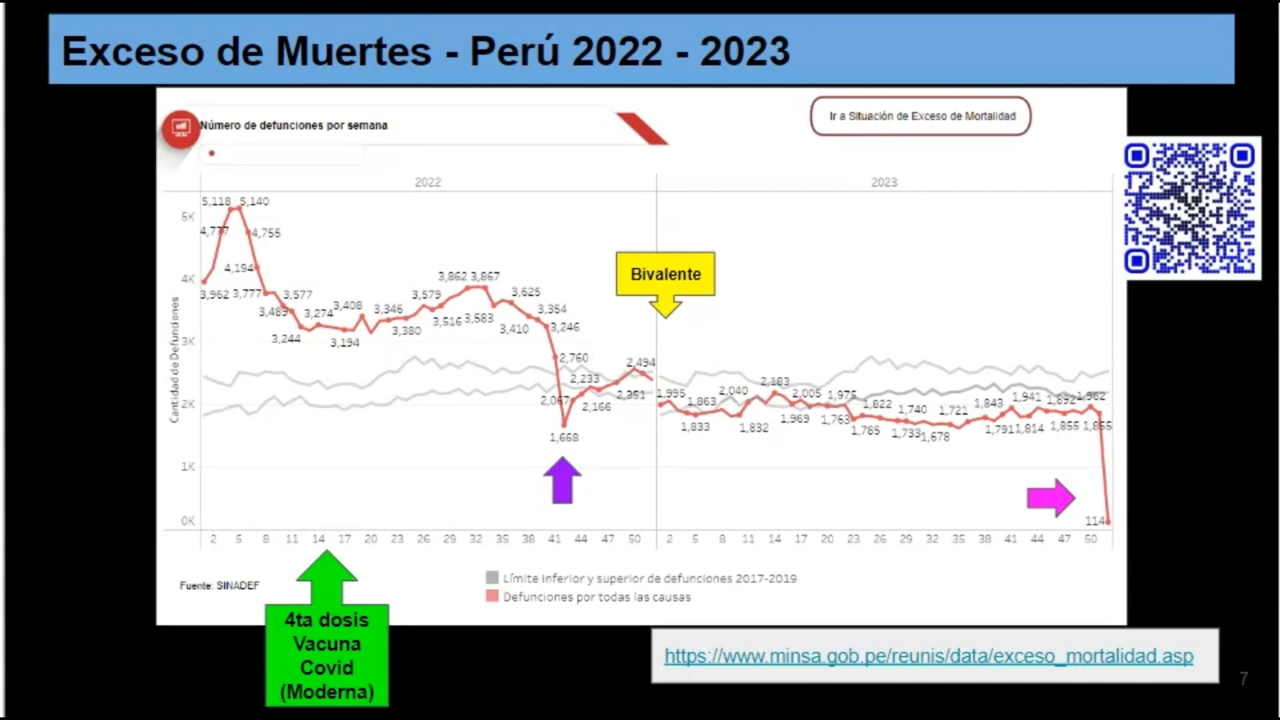 Exceso de Muertes - Perú 2022 - 2023
Número de defunciones por semana
Ir a Situación de Exceso de Mortalidad
2022
2023
Cantidad de Defunciones
5K
4K
3K
2K
1K
0K
5,118 5,140
4,755
4,194
3,962 3,777
3,577
3,489
3,244
3,274
3,408
3,194
3,346
3,380
3,579
3,516
3,862 3,867
3,583
3,625
3,410
3,354
3,246
2,760
2,233
2,166
1,668
2,494
2,351
Bivalente
1,995
1,863
1,833
2,040
1,832
2,183
2,005
1,969
1,975
1,763
1,822
1,785
1,740
1,733
1,678
1,721
1,843
1,791
1,941
1,814
1,892
1,855
1,962
1,855
114
2 5 8 11 14 17 20 23 26 29 32 35 38 41 44 47 50
2 5 8 11 14 17 20 23 26 29 32 35 38 41 44 47 50
Fuente: SINADEF
Límite inferior y superior de defunciones 2017-2019
Defunciones por todas las causas
4ta dosis
Vacuna
Covid
(Moderna)
https://www.minsa.gob.pe/reunis/data/exceso_mortalidad.asp
7